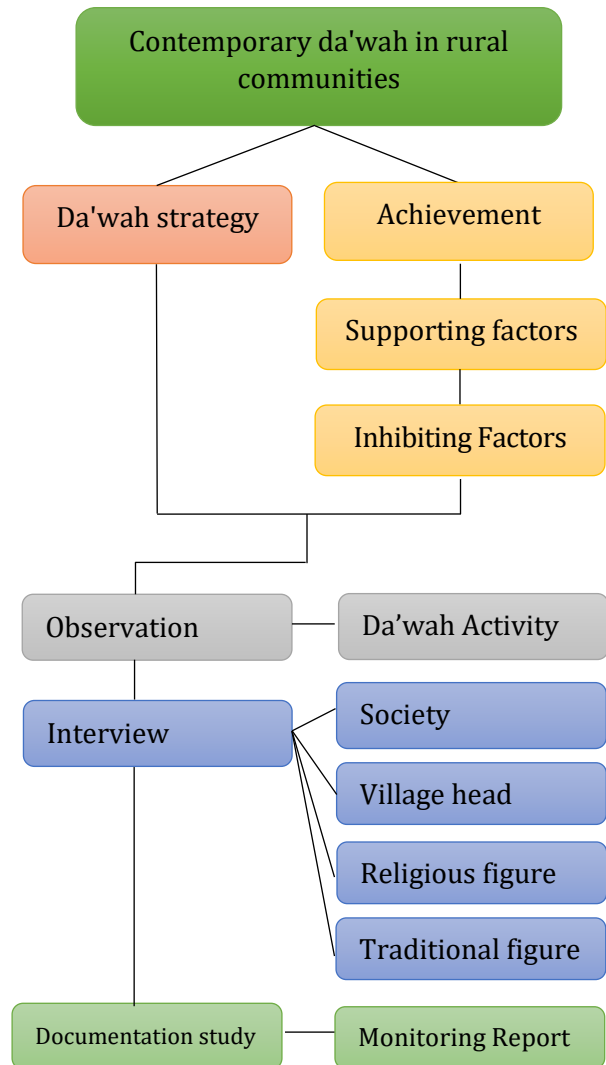 Contemporary da'wah in rural
communities
Da'wah strategy
Achievement
Supporting factors
Inhibiting Factors
Observation
Da’wah Activity
Interview
Society
Village head
Religious figure
Traditional figure
Documentation study
Monitoring Report